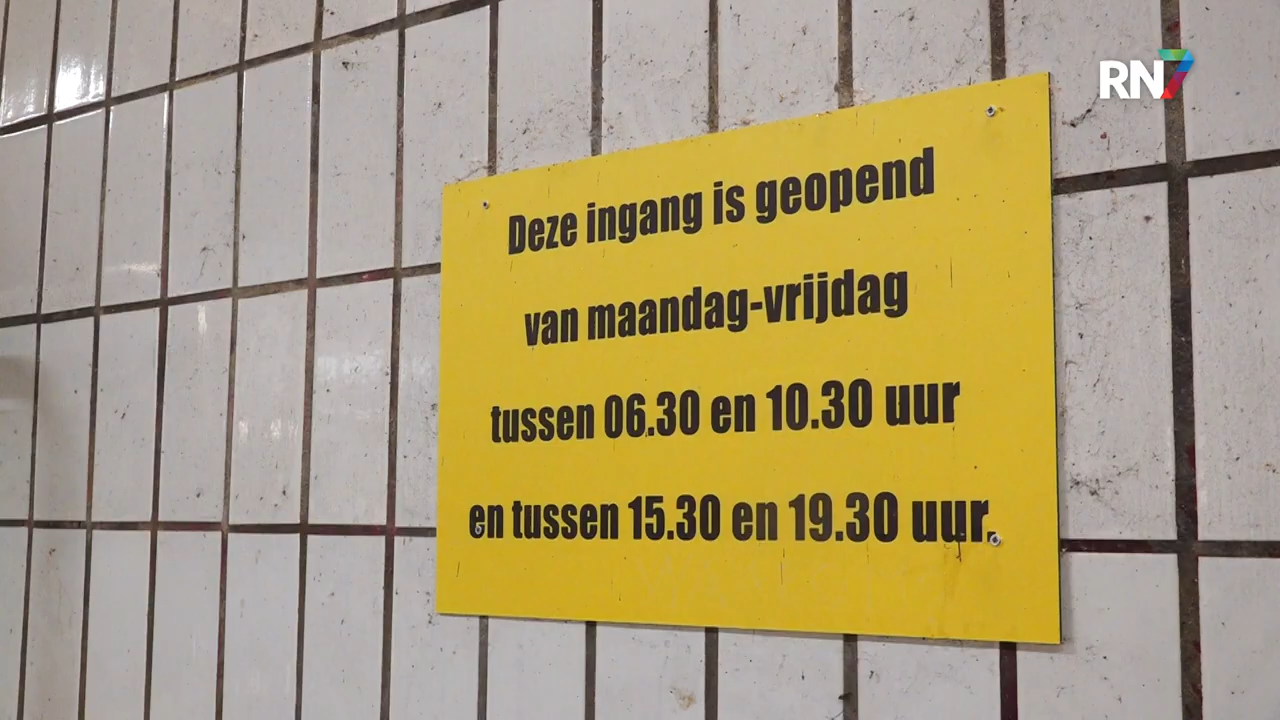 RN7
Deze ingang is geopend
van maandag-vrijdag
tussen 06.30 en 10.30 uur
en tussen 15.30 en 19.30 uur.